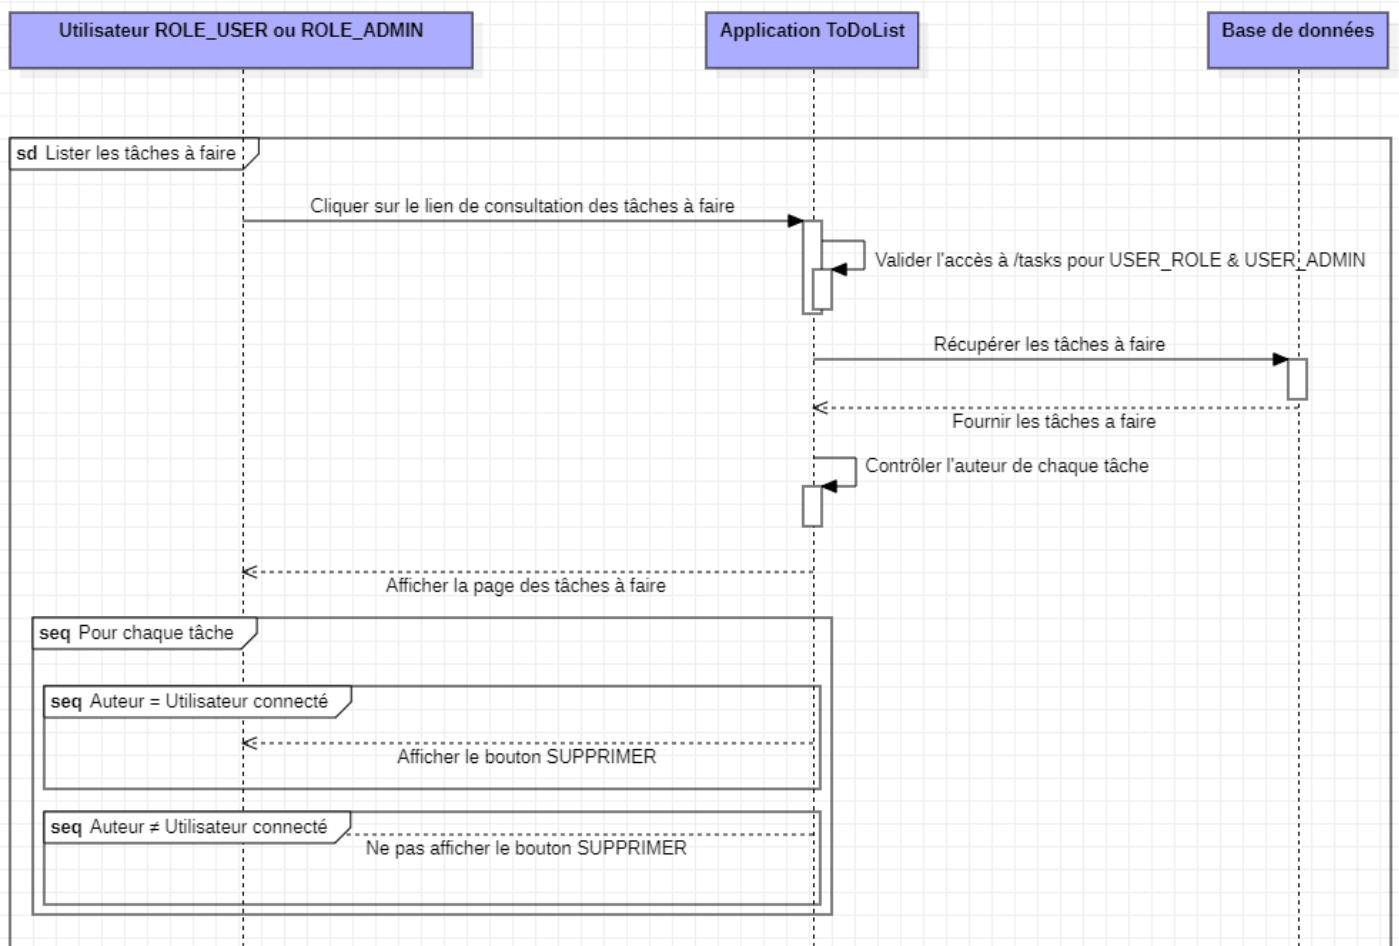 Utilisateur ROLE_USER ou ROLE_ADMIN
Application ToDoList
Base de données
sd Lister les tâches à faire
Cliquer sur le lien de consultation des tâches à faire
Valider l'accès à /tasks pour USER_ROLE & USER_ADMIN
Récupérer les tâches à faire
Fournir les tâches a faire
Contrôler l'auteur de chaque tâche
Afficher la page des tâches à faire
seq Pour chaque tâche
seq Auteur = Utilisateur connecté
Afficher le bouton SUPPRIMER
seq Auteur ≠ Utilisateur connecté
Ne pas afficher le bouton SUPPRIMER